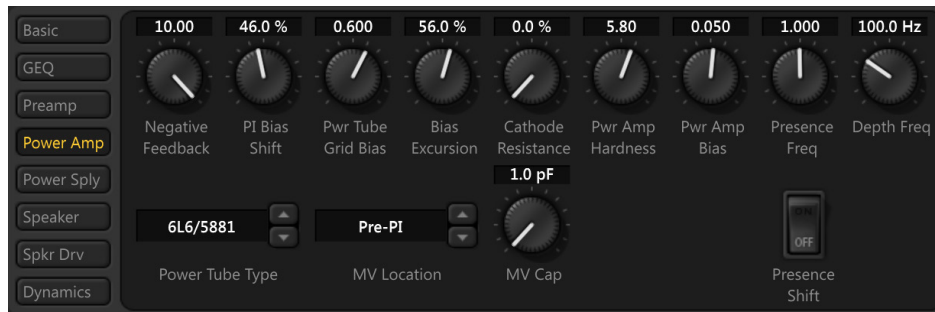 Basic
GEQ
Preamp
Power Amp
Power Sply
Speaker
Spkr Drv
Dynamics
10.00 46.0 % 0.600 56.0 % 0.0 % 5.80 0.050 1.000 100.0 Hz
Negative PI Bias Pwr Tube Bias Cathode Pwr Amp Pwr Amp Presence Depth Freq
Feedback Shift Grid Bias Excursion Resistance Hardness Bias Freq
1.0 pF
6L6/5881 Pre-PI ON
OFF
Power Tube Type MV Location MV Cap Presence
Shift